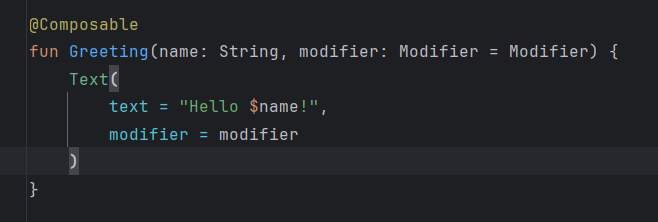 @Composable
fun Greeting(name: String, modifier: Modifier = Modifier) {
    Text(
        text = "Hello $name!",
        modifier = modifier
    )
}